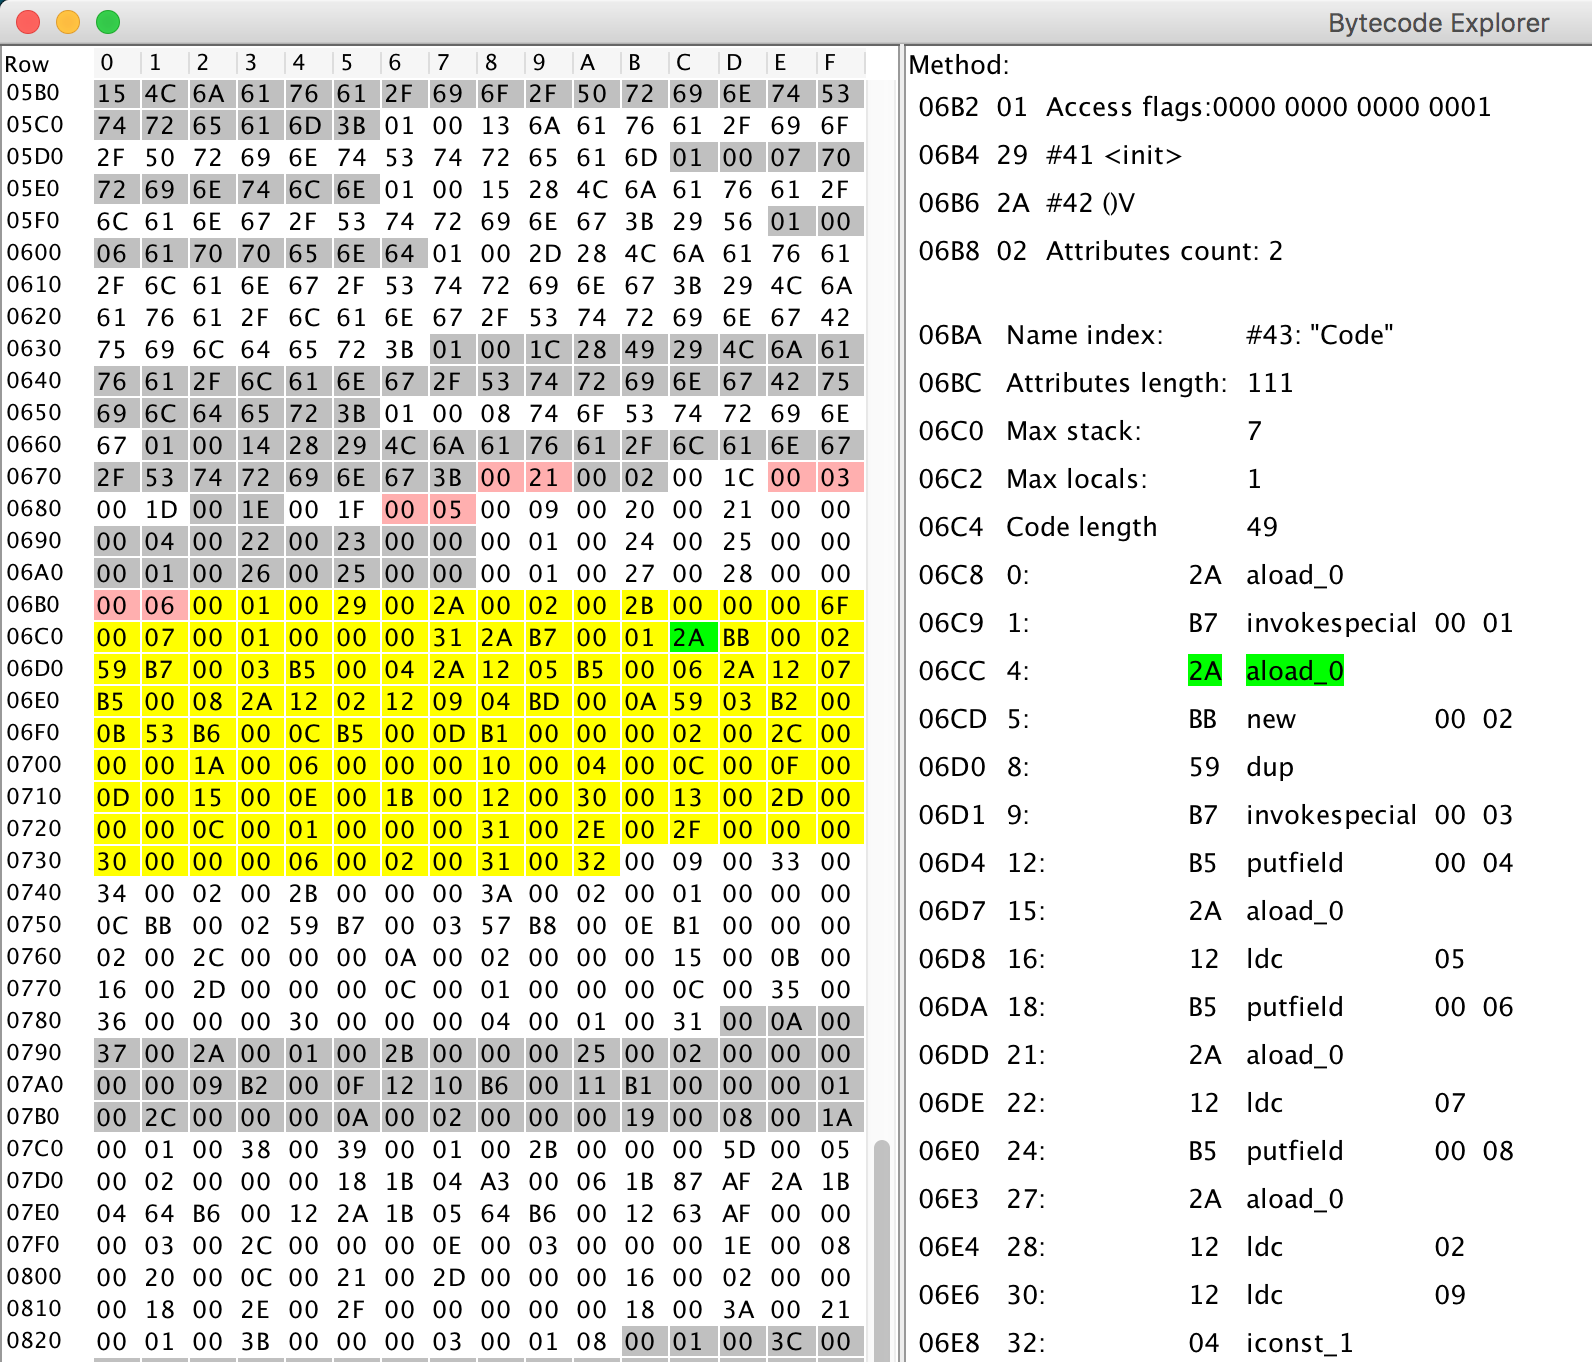 Bytecode Explorer
Row 0 1 2 3 4 5 6 7 8 9 A B C D E F
05B0 15 4C 6A 61 76 61 2F 69 6F 2F 50 72 69 6E 74 53
05C0 74 72 65 61 6D 3B 01 00 13 6A 61 76 61 2F 69 6F
05D0 2F 50 72 69 6E 74 53 74 72 65 61 6D 01 00 07 70
05E0 72 69 6E 74 6C 6E 01 00 15 28 4C 6A 61 76 61 2F
05F0 6C 61 6E 67 2F 53 74 72 69 6E 67 3B 29 56 01 00
0600 06 61 70 70 65 6E 64 01 00 2D 28 4C 6A 61 76 61
0610 2F 6C 61 6E 67 2F 53 74 72 69 6E 67 3B 29 4C 6A
0620 61 76 61 2F 6C 61 6E 67 2F 53 74 72 69 6E 67 42
0630 75 69 6C 64 65 72 3B 01 00 1C 28 49 29 4C 6A 61
0640 76 61 2F 6C 61 6E 67 2F 53 74 72 69 6E 67 42 75
0650 69 6C 64 65 72 3B 01 00 08 74 6F 53 74 72 69 6E
0660 67 01 00 14 28 29 4C 6A 61 76 61 2F 6C 61 6E 67
0670 2F 53 74 72 69 6E 67 3B 00 21 00 02 00 1C 00 03
0680 00 1D 00 1E 00 1F 00 05 00 09 00 20 00 21 00 00
0690 00 04 00 22 00 23 00 00 00 01 00 24 00 25 00 00
06A0 00 01 00 26 00 25 00 00 00 01 00 27 00 28 00 00
06B0 00 06 00 01 00 29 00 2A 00 02 00 2B 00 00 00 6F
06C0 00 07 00 01 00 00 00 31 2A B7 00 01 2A BB 00 02
06D0 59 B7 00 03 B5 00 04 2A 12 05 B5 00 06 2A 12 07
06E0 B5 00 08 2A 12 02 12 09 04 BD 00 0A 59 03 B2 00
06F0 0B 53 B6 00 0C B5 00 0D B1 00 00 00 02 00 2C 00
0700 00 00 1A 00 06 00 00 00 10 00 04 00 0C 00 0F 00
0710 0D 00 15 00 0E 00 1B 00 12 00 30 00 13 00 2D 00
0720 00 00 0C 00 01 00 00 00 31 00 2E 00 2F 00 00 00
0730 30 00 00 00 06 00 02 00 31 00 32 00 09 00 33 00
0740 34 00 02 00 2B 00 00 00 3A 00 02 00 01 00 00 00
0750 0C BB 00 02 59 B7 00 03 57 B8 00 0E B1 00 00 00
0760 02 00 2C 00 00 00 0A 00 02 00 00 00 15 00 0B 00
0770 16 00 2D 00 00 00 0C 00 01 00 00 00 0C 00 35 00
0780 36 00 00 00 30 00 00 00 04 00 01 00 31 00 0A 00
0790 37 00 2A 00 01 00 2B 00 00 00 25 00 02 00 00 00
07A0 00 00 09 B2 00 0F 12 10 B6 00 11 B1 00 00 00 01
07B0 00 2C 00 00 00 0A 00 02 00 00 00 19 00 08 00 1A
07C0 00 01 00 38 00 39 00 01 00 2B 00 00 00 5D 00 05
07D0 00 02 00 00 00 18 1B 04 A3 00 06 1B 87 AF 2A 1B
07E0 04 64 B6 00 12 2A 1B 05 64 B6 00 12 63 AF 00 00
07F0 00 03 00 2C 00 00 00 0E 00 03 00 00 00 1E 00 08
0800 00 20 00 0C 00 21 00 2D 00 00 00 16 00 02 00 00
0810 00 18 00 2E 00 2F 00 00 00 00 00 18 00 3A 00 21
0820 00 01 00 3B 00 00 00 03 00 01 08 00 01 00 3C 00
Method:
06B2 01 Access flags:0000 0000 0000 0001
06B4 29 #41 <init>
06B6 2A #42 ()V
06B8 02 Attributes count: 2
06BA Name index: #43: "Code"
06BC Attributes length: 111
06C0 Max stack: 7
06C2 Max locals: 1
06C4 Code length 49
06C8 0: 2A aload_0
06C9 1: B7 invokespecial 00 01
06CC 4: 2A aload_0
06CD 5: BB new 00 02
06D0 8: 59 dup
06D1 9: B7 invokespecial 00 03
06D4 12: B5 putfield 00 04
06D7 15: 2A aload_0
06D8 16: 12 ldc 05
06DA 18: B5 putfield 00 06
06DD 21: 2A aload_0
06DE 22: 12 ldc 07
06E0 24: B5 putfield 00 08
06E3 27: 2A aload_0
06E4 28: 12 ldc 02
06E6 30: 12 ldc 09
06E8 32: 04 iconst_1